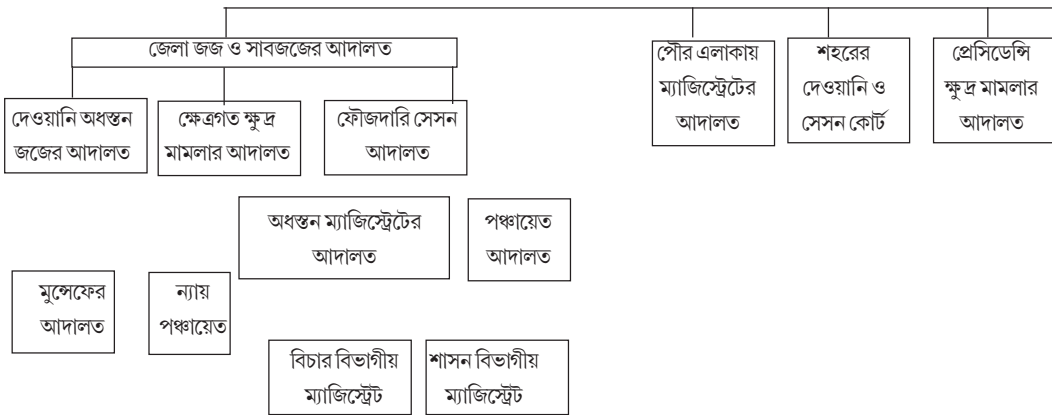 জেলা জজ ও সাবজজের আদালত
পৌর এলাকায়
ম্যাজিস্ট্রেটের
আদালত
শহরের
দেওয়ানি ও
সেসন কোর্ট
প্রেসিডেন্সি
ক্ষুদ্র মামলার
আদালত
দেওয়ানি অধস্তন
জজের আদালত
ক্ষেত্রগত ক্ষুদ্র
মামলার আদালত
ফৌজদারি সেসন
আদালত
অধস্তন ম্যাজিস্ট্রেটের
আদালত
পঞ্চায়েত
আদালত
মুন্সেফের
আদালত
ন্যায়
পঞ্চায়েত
বিচার বিভাগীয়
ম্যাজিস্ট্রেট
শাসন বিভাগীয়
ম্যাজিস্ট্রেট